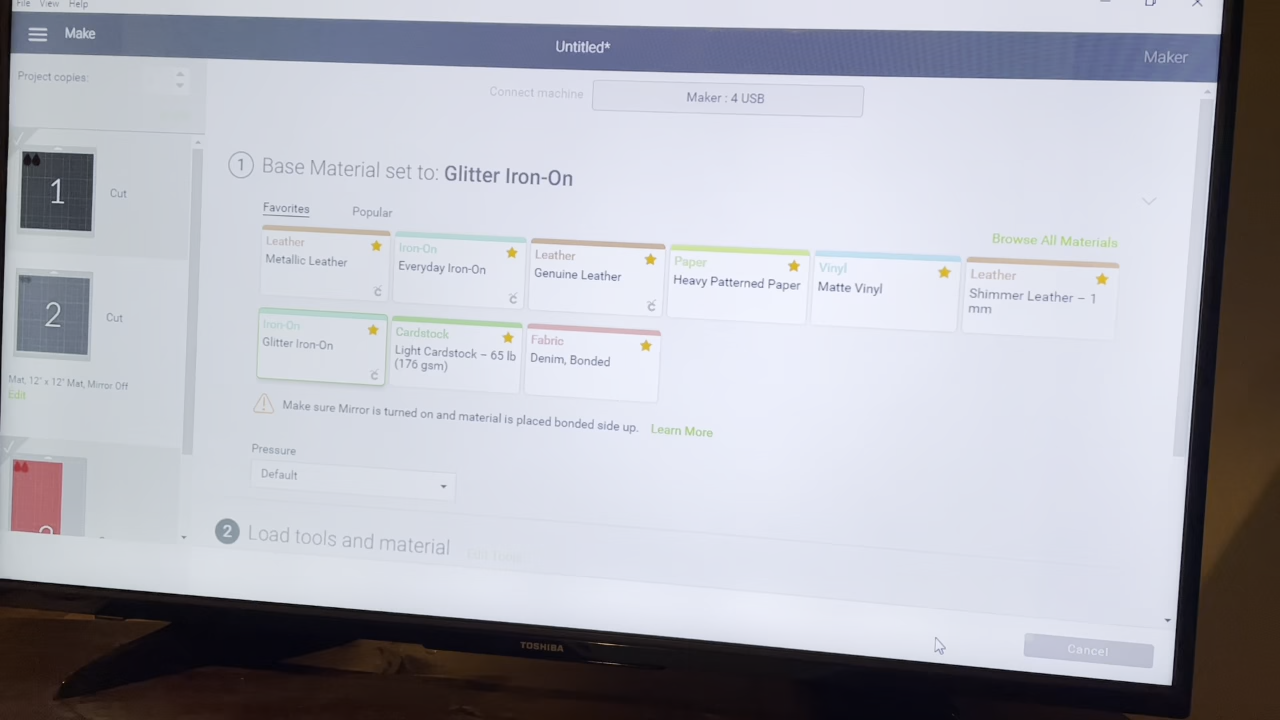 File View Help
Make
Untitled*
Maker
Project copies:
Connect machine
Maker : 4 USB
1
Cut
2
Cut
Mat, 12" x 12" Mat, Mirror Off
Edit
1 Base Material set to: Glitter Iron-On
Favorites
Popular
Browse All Materials
Leather
Metallic Leather
Iron-On
Everyday Iron-On
Leather
Genuine Leather
Paper
Heavy Patterned Paper
Vinyl
Matte Vinyl
Leather
Shimmer Leather – 1
mm
Iron-On
Glitter Iron-On
Cardstock
Light Cardstock – 65 lb
(176 gsm)
Fabric
Denim, Bonded
Make sure Mirror is turned on and material is placed bonded side up. Learn More
Pressure
Default
2 Load tools and material
Cancel
TOSHIBA